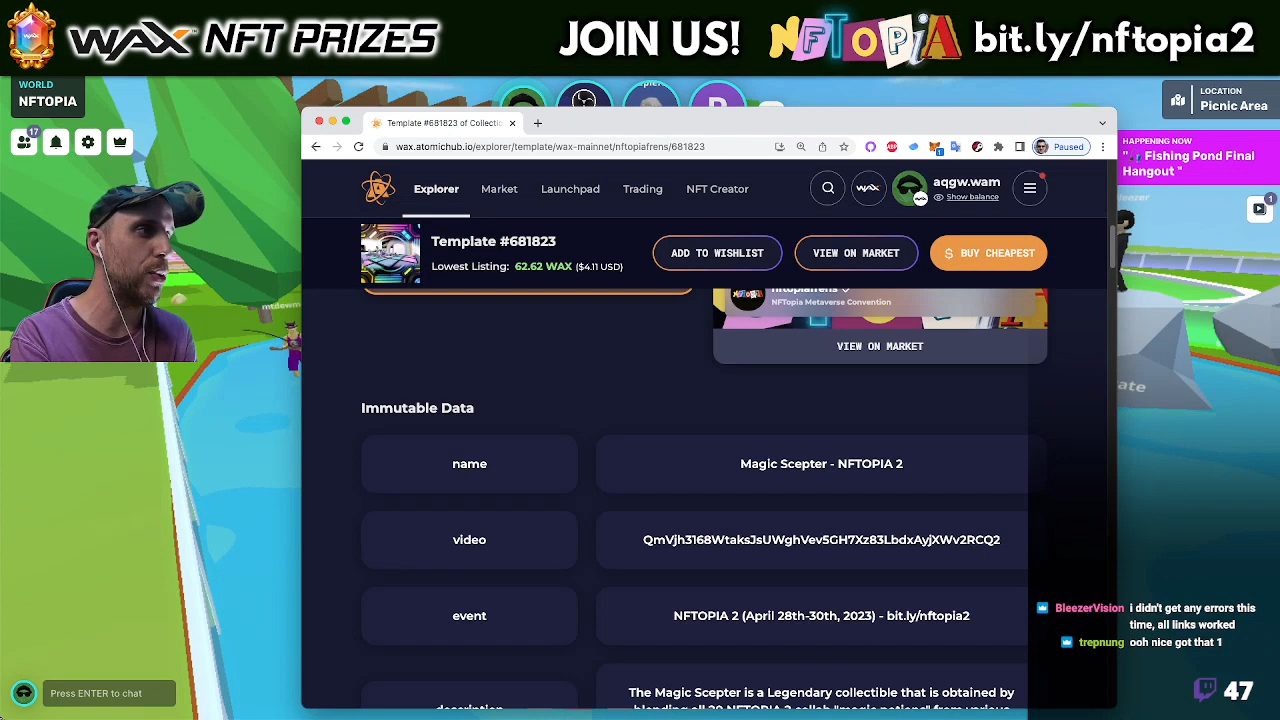 WAX NFT PRIZES
JOIN US!
NFTOPiA
bit.ly/nftopia2
WORLD
NFTOPIA
17
LOCATION
Picnic Area
HAPPENING NOW
Fishing Pond Final
Hangout "
1
Template #681823 of Collectio
wax.atomichub.io/explorer/template/wax-mainnet/nftopiafrens/681823
Paused
Explorer
Market
Launchpad
Trading
NFT Creator
WAX
aqgw.wam
Show balance
Template #681823
Lowest Listing: 62.62 WAX ($4.11 USD)
ADD TO WISHLIST
VIEW ON MARKET
$ BUY CHEAPEST
nftopiafrens
NFTopia Metaverse Convention
VIEW ON MARKET
Immutable Data
name
Magic Scepter - NFTOPIA 2
video
QmVjh3168WtaksJsUWghVev5GH7Xz83LbdxAyjXWv2RCQ2
event
NFTOPIA 2 (April 28th-30th, 2023) - bit.ly/nftopia2
description
The Magic Scepter is a Legendary collectible that is obtained by
mtdewm
BleezerVision i didn't get any errors this
time, all links worked
trepnung ooh nice got that 1
Press ENTER to chat
47